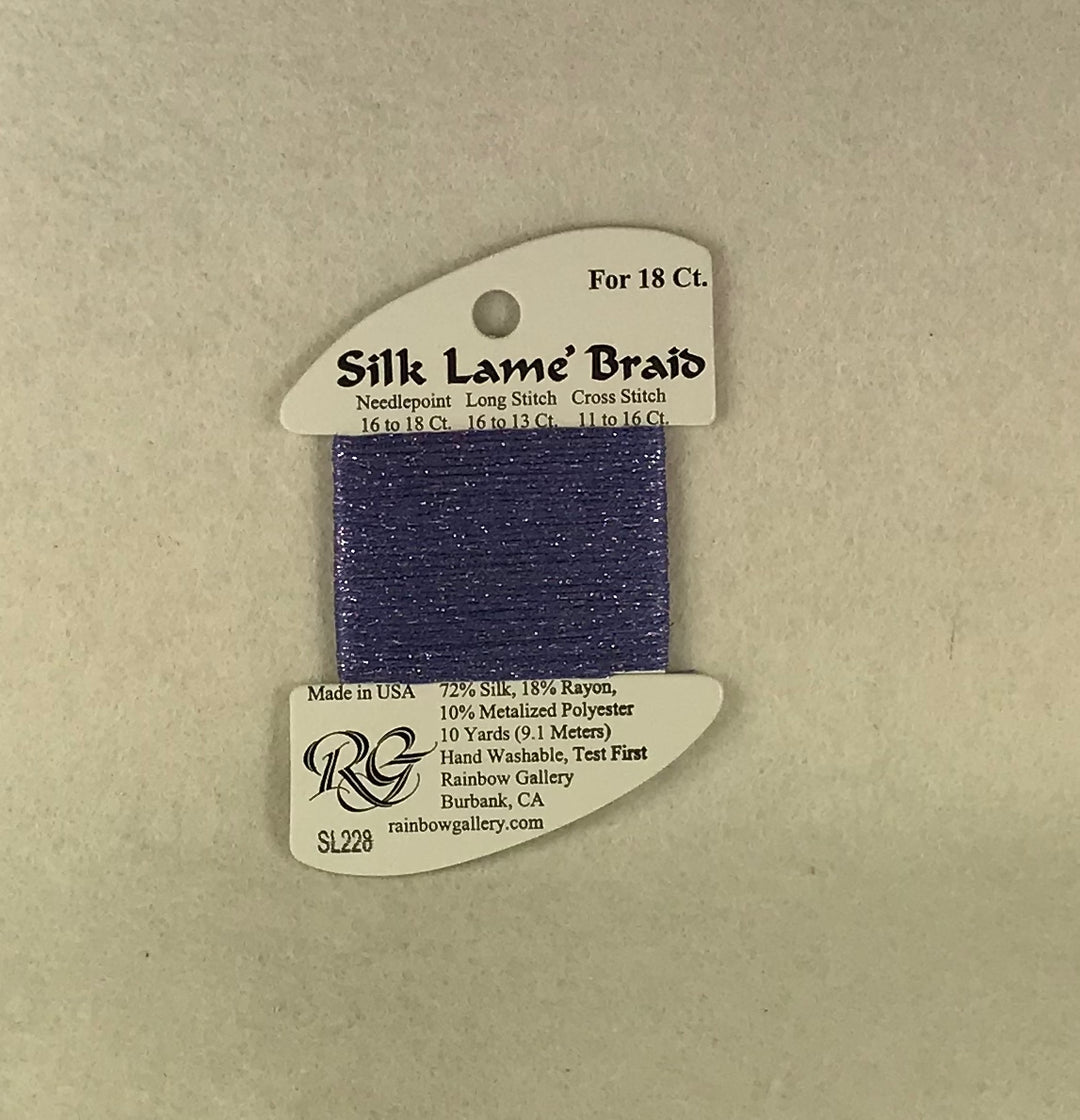 For 18 Ct.
Silk Lame' Braid
Needlepoint Long Stitch Cross Stitch
16 to 18 Ct. 16 to 13 Ct. 11 to 16 Ct.
Made in USA
72% Silk, 18% Rayon,
10% Metalized Polyester
10 Yards (9.1 Meters)
Hand Washable, Test First
Rainbow Gallery
Burbank, CA
rainbowgallery.com
RG
SL228